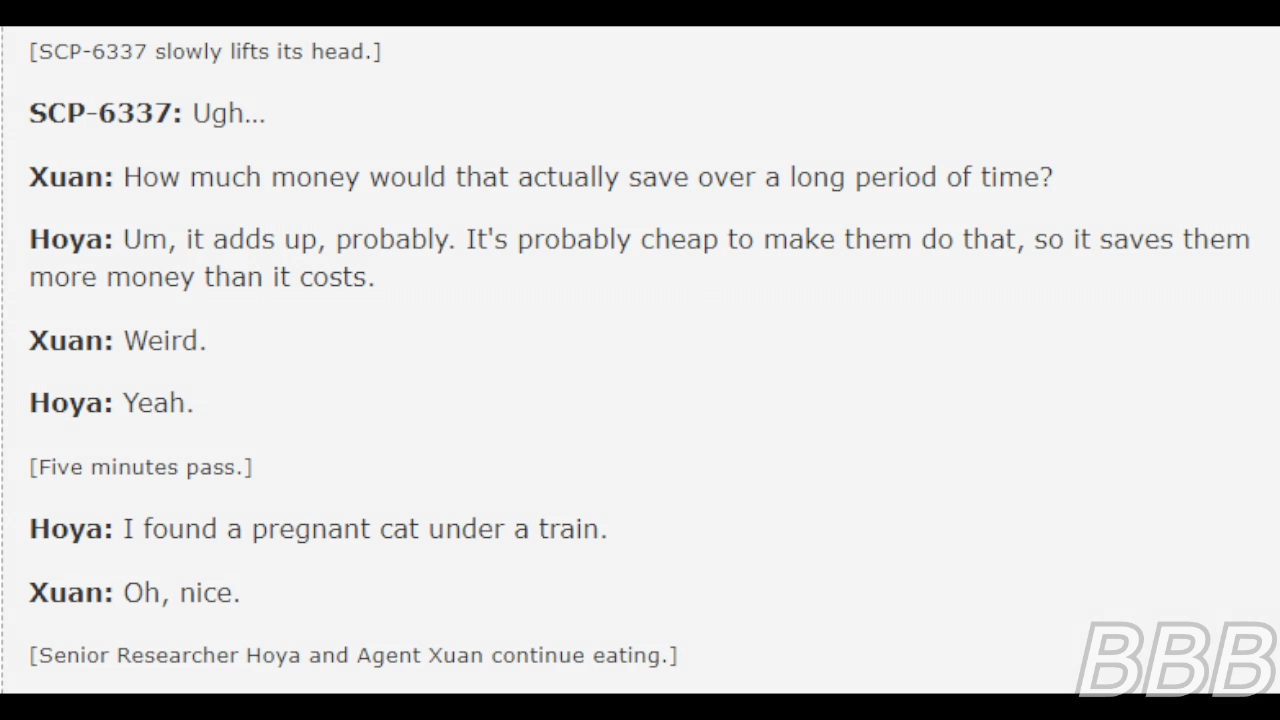 [SCP-6337 slowly lifts its head.]
SCP-6337: Ugh...
Xuan: How much money would that actually save over a long period of time?
Hoya: Um, it adds up, probably. It's probably cheap to make them do that, so it saves them
more money than it costs.
Xuan: Weird.
Hoya: Yeah.
[Five minutes pass.]
Hoya: I found a pregnant cat under a train.
Xuan: Oh, nice.
[Senior Researcher Hoya and Agent Xuan continue eating.]
BBB